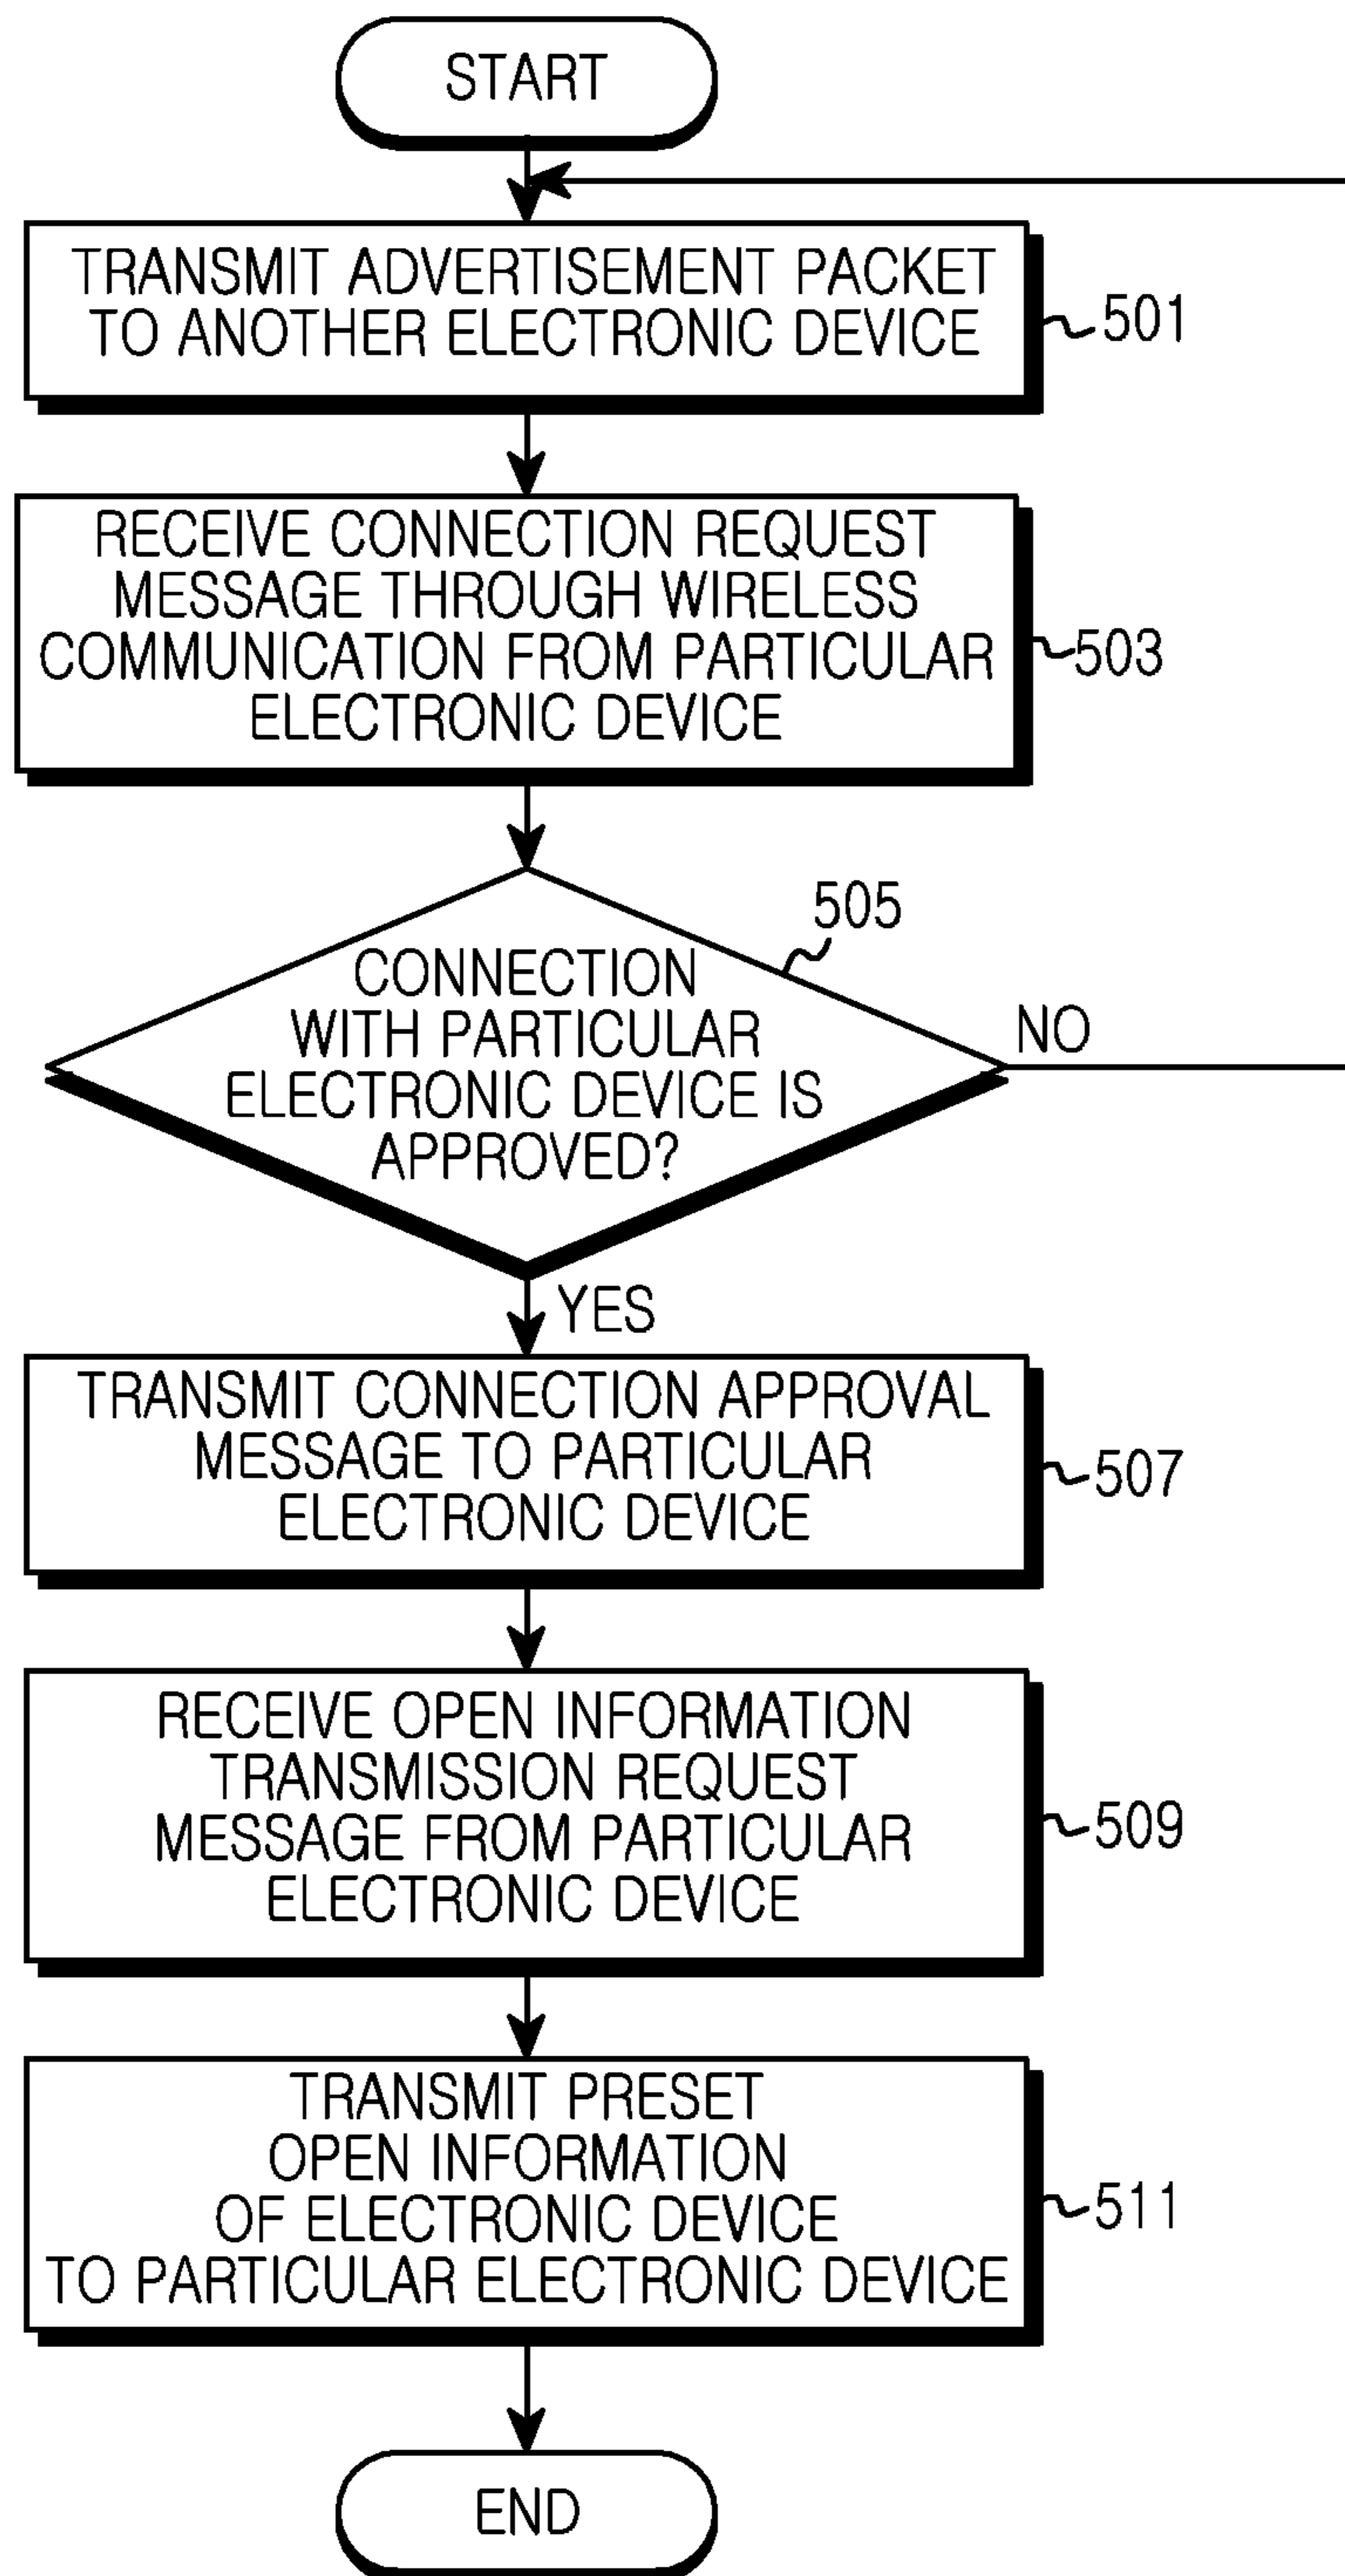 START
TRANSMIT ADVERTISEMENT PACKET
TO ANOTHER ELECTRONIC DEVICE
501
RECEIVE CONNECTION REQUEST
MESSAGE THROUGH WIRELESS
COMMUNICATION FROM PARTICULAR
ELECTRONIC DEVICE
503
505
CONNECTION
WITH PARTICULAR
ELECTRONIC DEVICE IS
APPROVED?
NO
YES
TRANSMIT CONNECTION APPROVAL
MESSAGE TO PARTICULAR
ELECTRONIC DEVICE
507
RECEIVE OPEN INFORMATION
TRANSMISSION REQUEST
MESSAGE FROM PARTICULAR
ELECTRONIC DEVICE
509
TRANSMIT PRESET
OPEN INFORMATION
OF ELECTRONIC DEVICE
TO PARTICULAR ELECTRONIC DEVICE
511
END